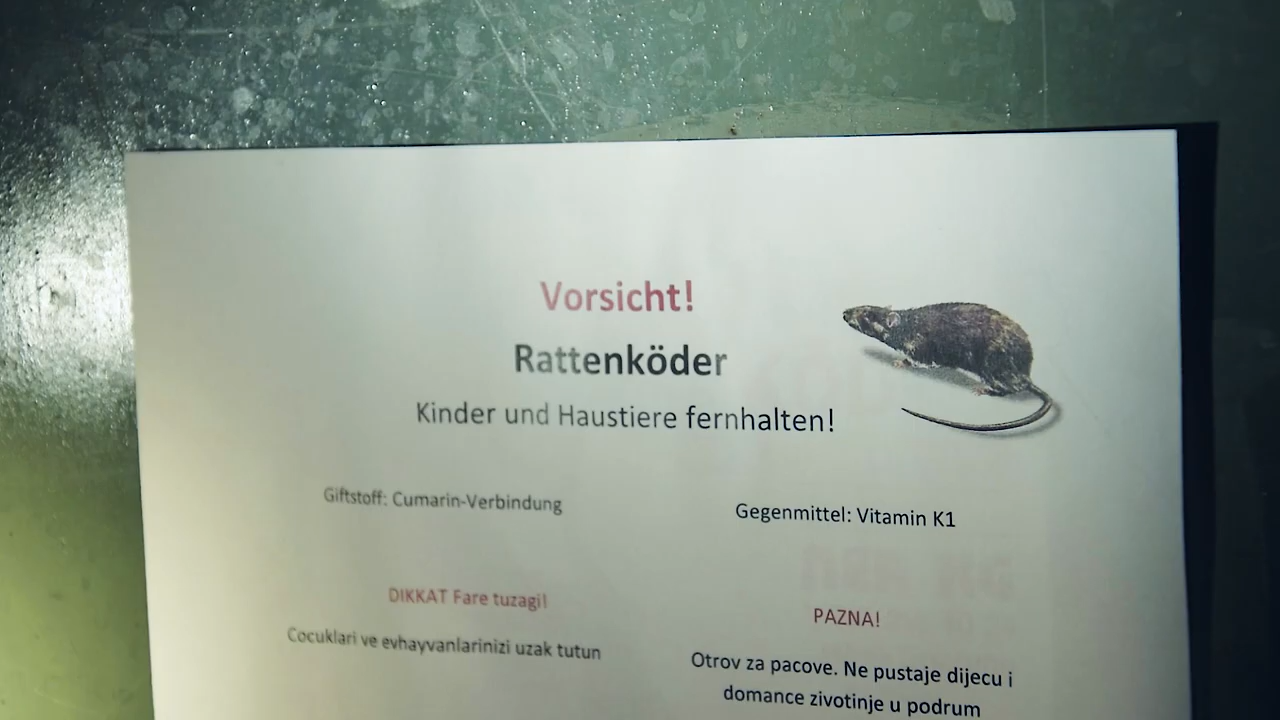 Vorsicht!
Rattenköder
Kinder und Haustiere fernhalten!
Giftstoff: Cumarin-Verbindung
Gegenmittel: Vitamin K1
DIKKAT Fare tuzagi!
Cocuklari ve evhayvanlarinizi uzak tutun
PAZNA!
Otrov za pacove. Ne pustaje dijecu i
domance zivotinje u podrum